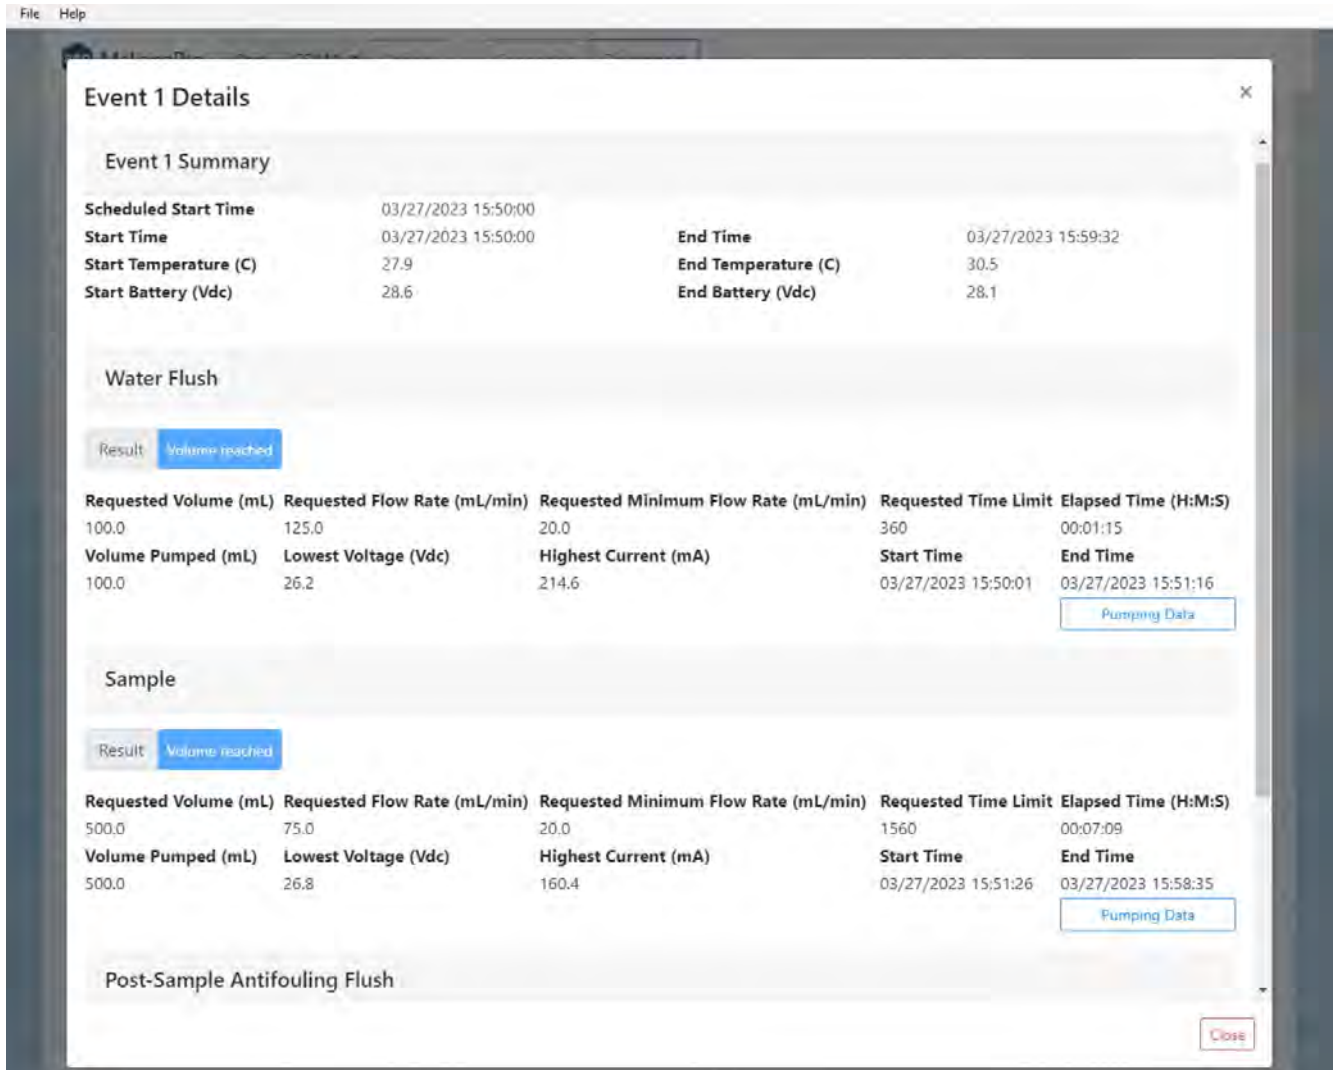 File Help
Event 1 Details ×
Event 1 Summary
Scheduled Start Time 03/27/2023 15:50:00
Start Time 03/27/2023 15:50:00 End Time 03/27/2023 15:59:32
Start Temperature (C) 27.9 End Temperature (C) 30.5
Start Battery (Vdc) 28.6 End Battery (Vdc) 28.1
Water Flush
Result Volume reached
Requested Volume (mL) Requested Flow Rate (mL/min) Requested Minimum Flow Rate (mL/min) Requested Time Limit Elapsed Time (H:M:S)
100.0 125.0 20.0 360 00:01:15
Volume Pumped (mL) Lowest Voltage (Vdc) Highest Current (mA) Start Time End Time
100.0 26.2 214.6 03/27/2023 15:50:01 03/27/2023 15:51:16
Pumping Data
Sample
Result Volume reached
Requested Volume (mL) Requested Flow Rate (mL/min) Requested Minimum Flow Rate (mL/min) Requested Time Limit Elapsed Time (H:M:S)
500.0 75.0 20.0 1560 00:07:09
Volume Pumped (mL) Lowest Voltage (Vdc) Highest Current (mA) Start Time End Time
500.0 26.8 160.4 03/27/2023 15:51:26 03/27/2023 15:58:35
Pumping Data
Post-Sample Antifouling Flush
Close